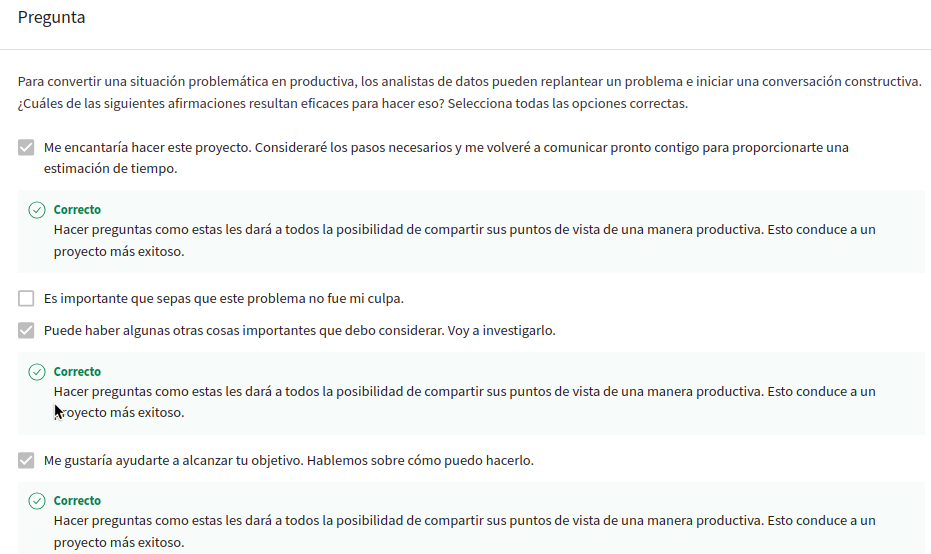 Pregunta
Para convertir una situación problemática en productiva, los analistas de datos pueden replantear un problema e iniciar una conversación constructiva.
¿Cuáles de las siguientes afirmaciones resultan eficaces para hacer eso? Selecciona todas las opciones correctas.
Me encantaría hacer este proyecto. Consideraré los pasos necesarios y me volveré a comunicar pronto contigo para proporcionarte una
estimación de tiempo.
Correcto
Hacer preguntas como estas les dará a todos la posibilidad de compartir sus puntos de vista de una manera productiva. Esto conduce a un
proyecto más exitoso.
Es importante que sepas que este problema no fue mi culpa.
Puede haber algunas otras cosas importantes que debo considerar. Voy a investigarlo.
Correcto
Hacer preguntas como estas les dará a todos la posibilidad de compartir sus puntos de vista de una manera productiva. Esto conduce a un
proyecto más exitoso.
Me gustaría ayudarte a alcanzar tu objetivo. Hablemos sobre cómo puedo hacerlo.
Correcto
Hacer preguntas como estas les dará a todos la posibilidad de compartir sus puntos de vista de una manera productiva. Esto conduce a un
proyecto más exitoso.